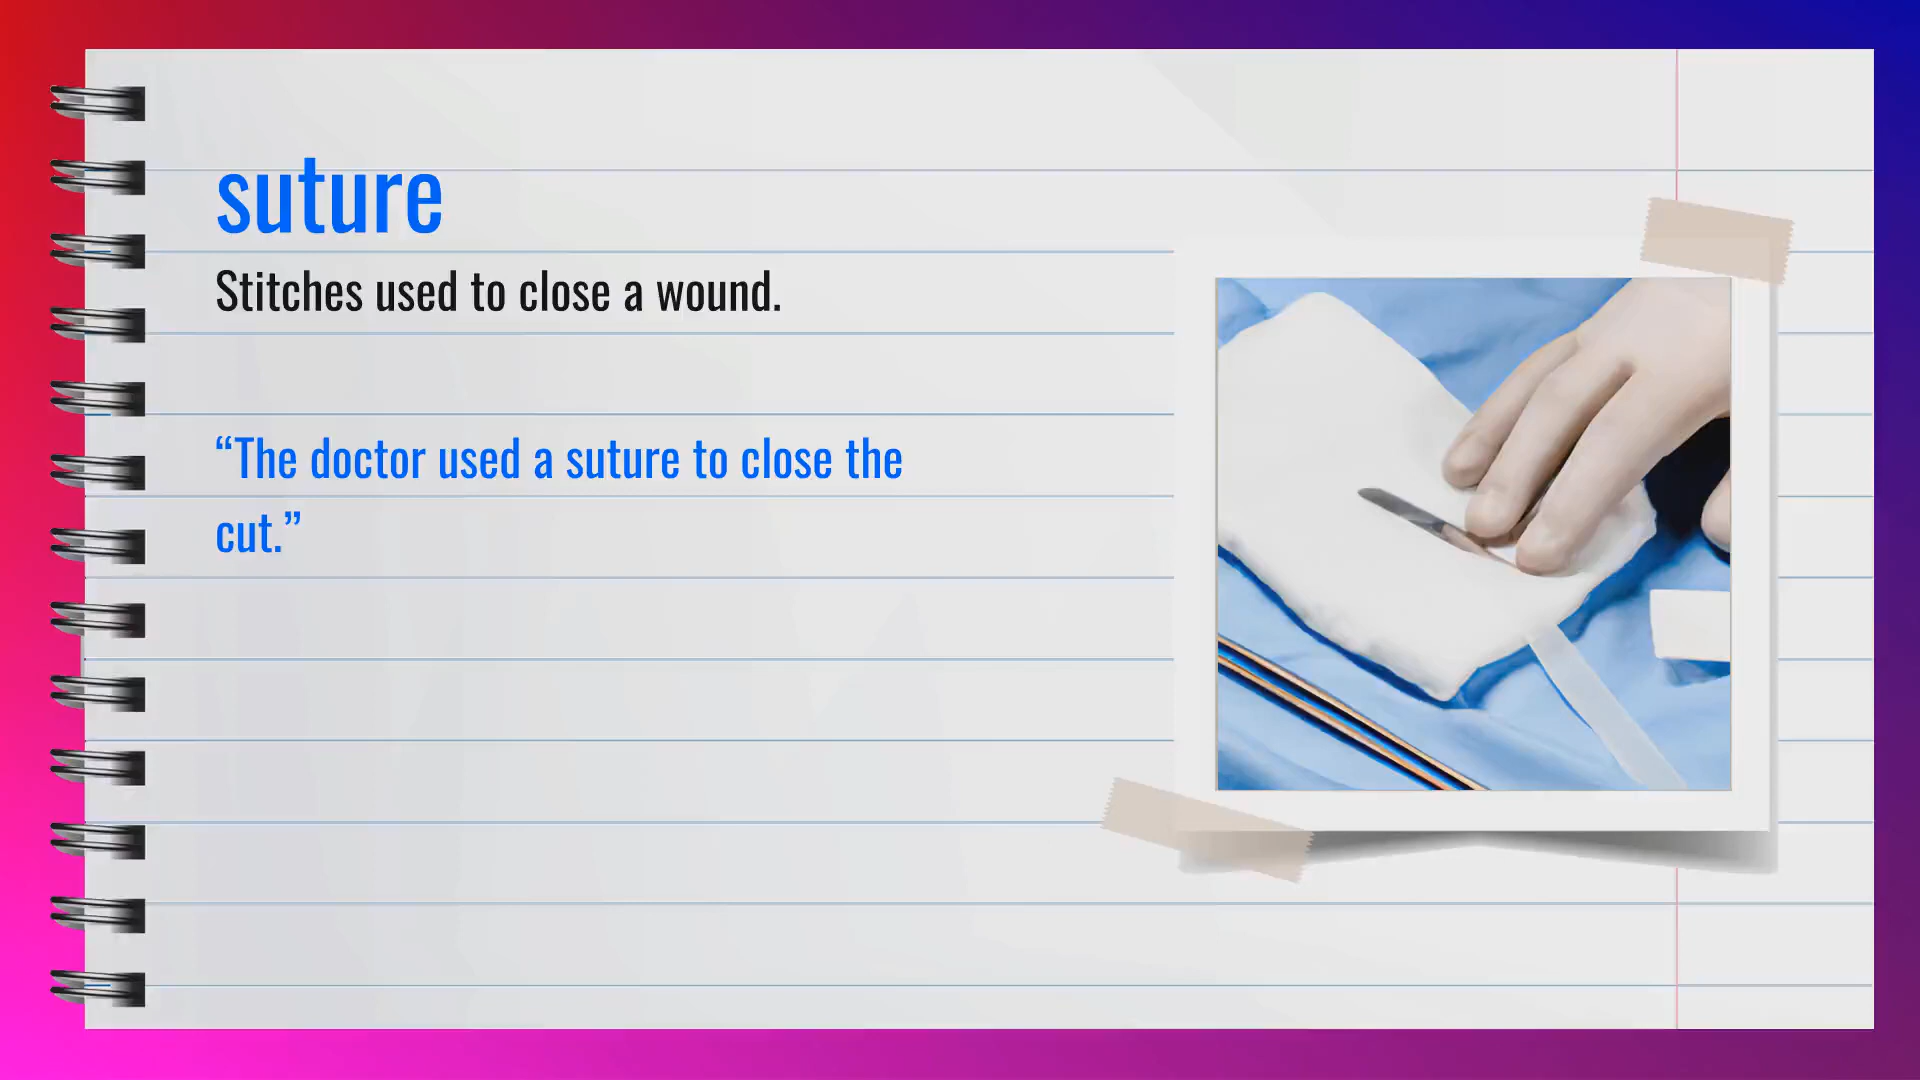 suture
Stitches used to close a wound.
“The doctor used a suture to close the
cut.”